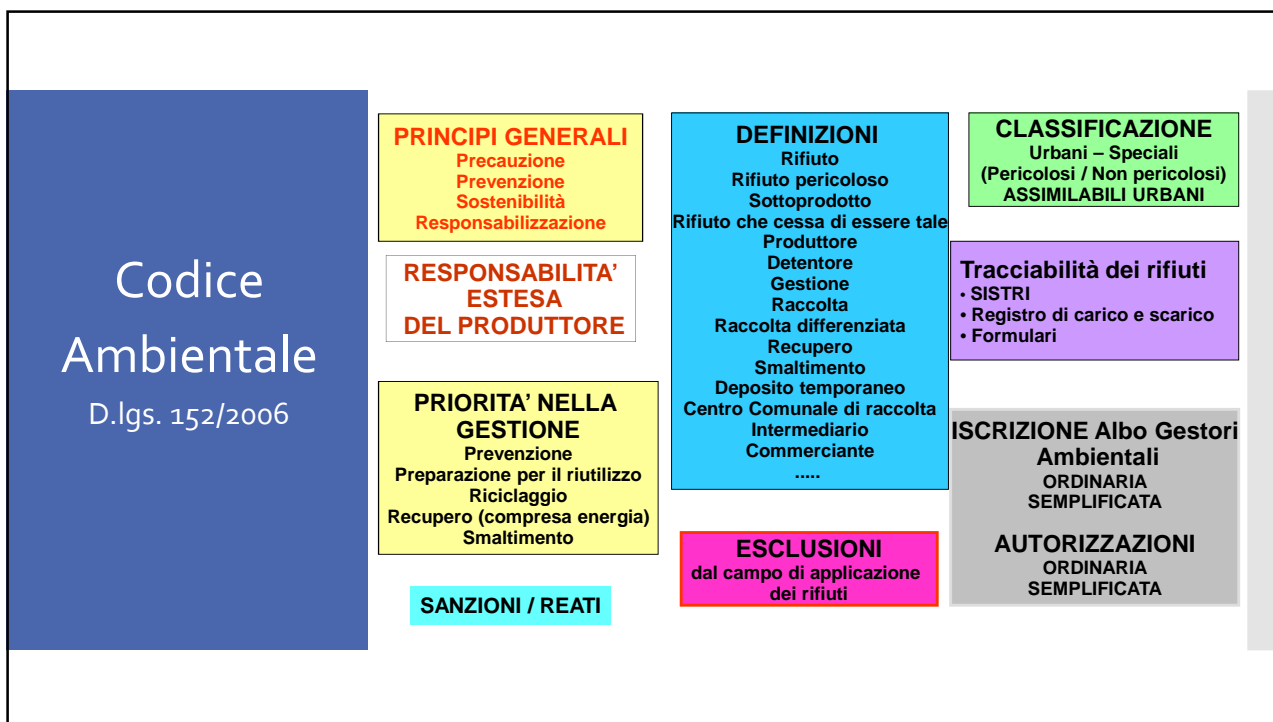 Codice
Ambientale
D.lgs. 152/2006
PRINCIPI GENERALI
Precauzione
Prevenzione
Sostenibilità
Responsabilizzazione
RESPONSABILITA’
ESTESA
DEL PRODUTTORE
PRIORITA’ NELLA
GESTIONE
Prevenzione
Preparazione per il riutilizzo
Riciclaggio
Recupero (compresa energia)
Smaltimento
SANZIONI / REATI
DEFINIZIONI
Rifiuto
Rifiuto pericoloso
Sottoprodotto
Rifiuto che cessa di essere tale
Produttore
Detentore
Gestione
Raccolta
Raccolta differenziata
Recupero
Smaltimento
Deposito temporaneo
Centro Comunale di raccolta
Intermediario
Commerciante
.....
ESCLUSIONI
dal campo di applicazione
dei rifiuti
CLASSIFICAZIONE
Urbani – Speciali
(Pericolosi / Non pericolosi)
ASSIMILABILI URBANI
Tracciabilità dei rifiuti
• SISTRI
• Registro di carico e scarico
• Formulari
ISCRIZIONE Albo Gestori
Ambientali
ORDINARIA
SEMPLIFICATA
AUTORIZZAZIONI
ORDINARIA
SEMPLIFICATA